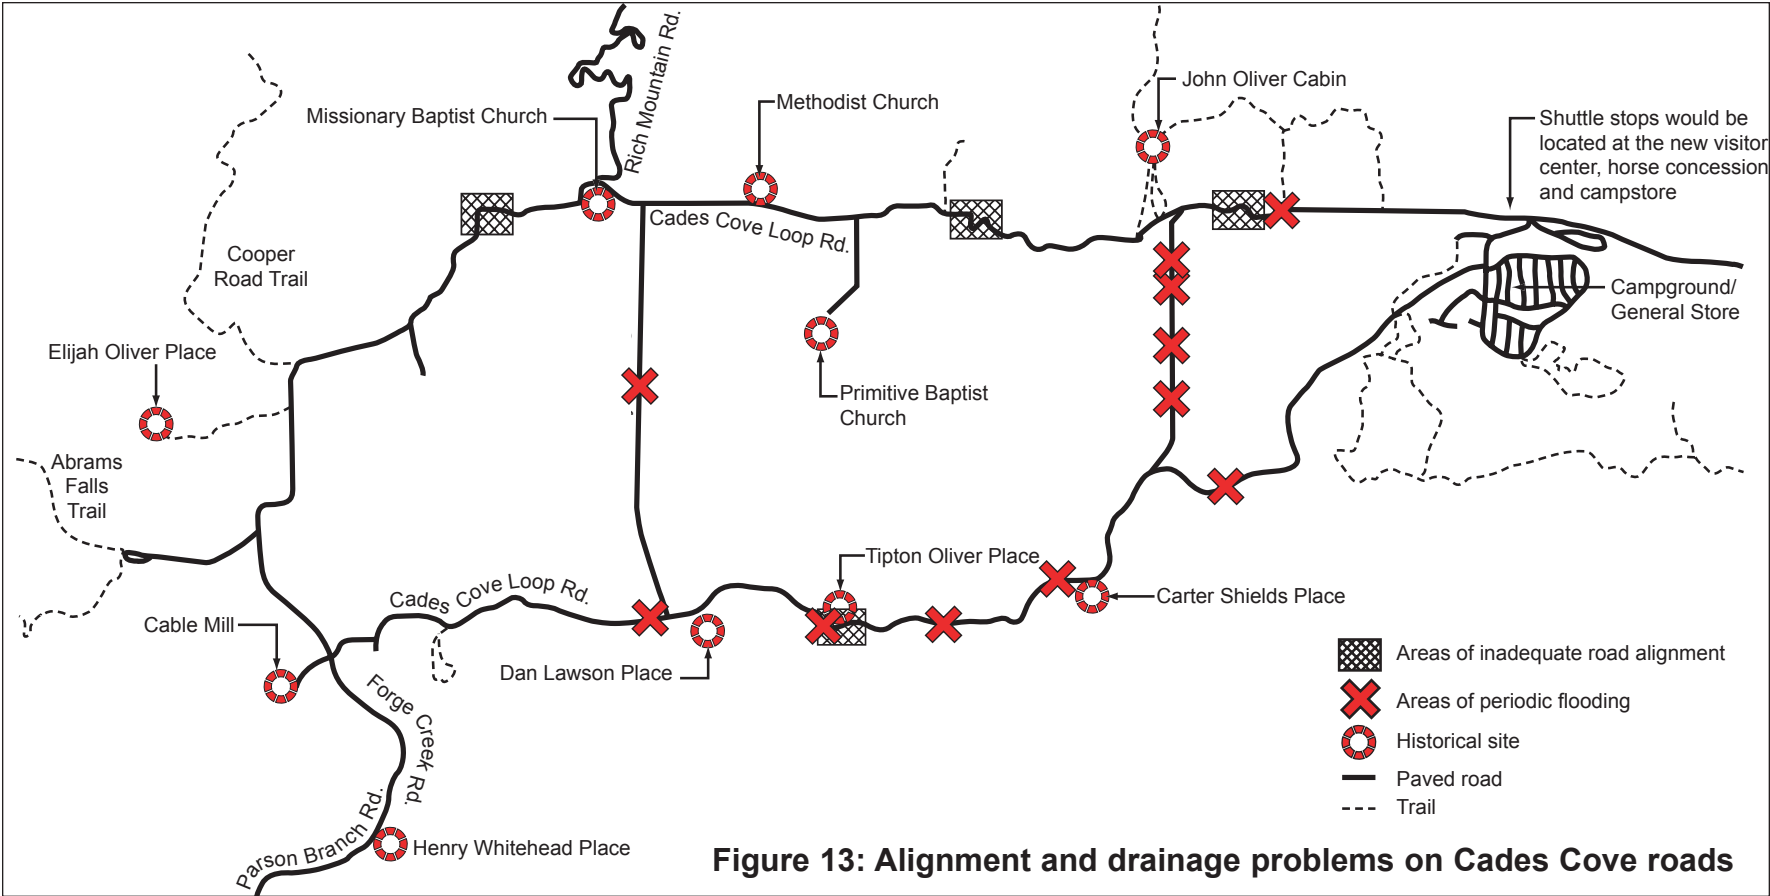 Rich Mountain Rd.
John Oliver Cabin
Methodist Church
Missionary Baptist Church
Shuttle stops would be
located at the new visitor
center, horse concession
and campstore
Cades Cove Loop Rd.
Cooper
Road Trail
Campground/
General Store
Elijah Oliver Place
Primitive Baptist
Church
Abrams
Falls
Trail
Tipton Oliver Place
Cades Cove Loop Rd.
Carter Shields Place
Cable Mill
Dan Lawson Place
Forge Creek Rd.
Parson Branch Rd.
Henry Whitehead Place
Areas of inadequate road alignment
Areas of periodic flooding
Historical site
Paved road
Trail
Figure 13: Alignment and drainage problems on Cades Cove roads